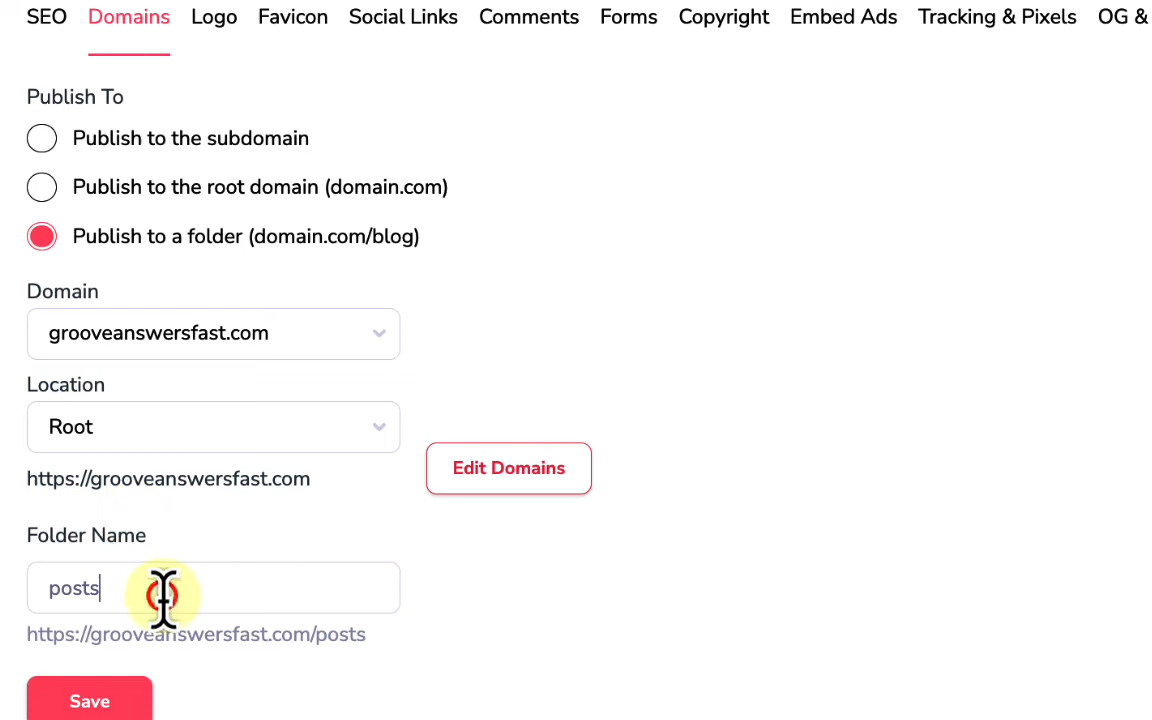 SEO Domains Logo Favicon Social Links Comments Forms Copyright Embed Ads Tracking & Pixels OG &
Publish To
Publish to the subdomain
Publish to the root domain (domain.com)
Publish to a folder (domain.com/blog)
Domain
grooveanswersfast.com
Location
Root
https://grooveanswersfast.com
Edit Domains
Folder Name
posts
https://grooveanswersfast.com/posts
Save